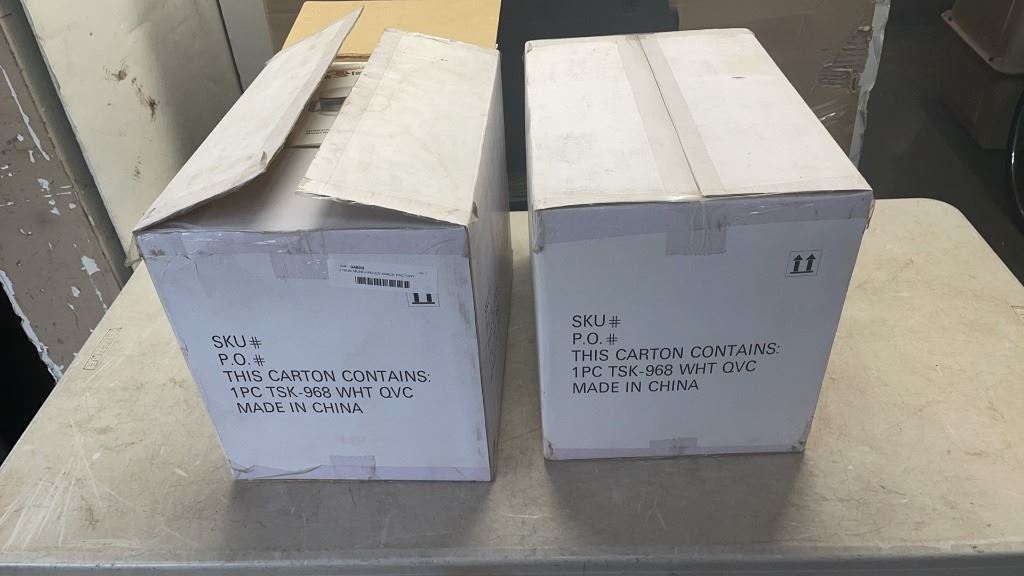 SKU #
P.O. #
THIS CARTON CONTAINS:
1PC TSK-968 WHT QVC
MADE IN CHINA
SKU #
P.O. #
THIS CARTON CONTAINS:
1PC TSK-968 WHT QVC
MADE IN CHINA